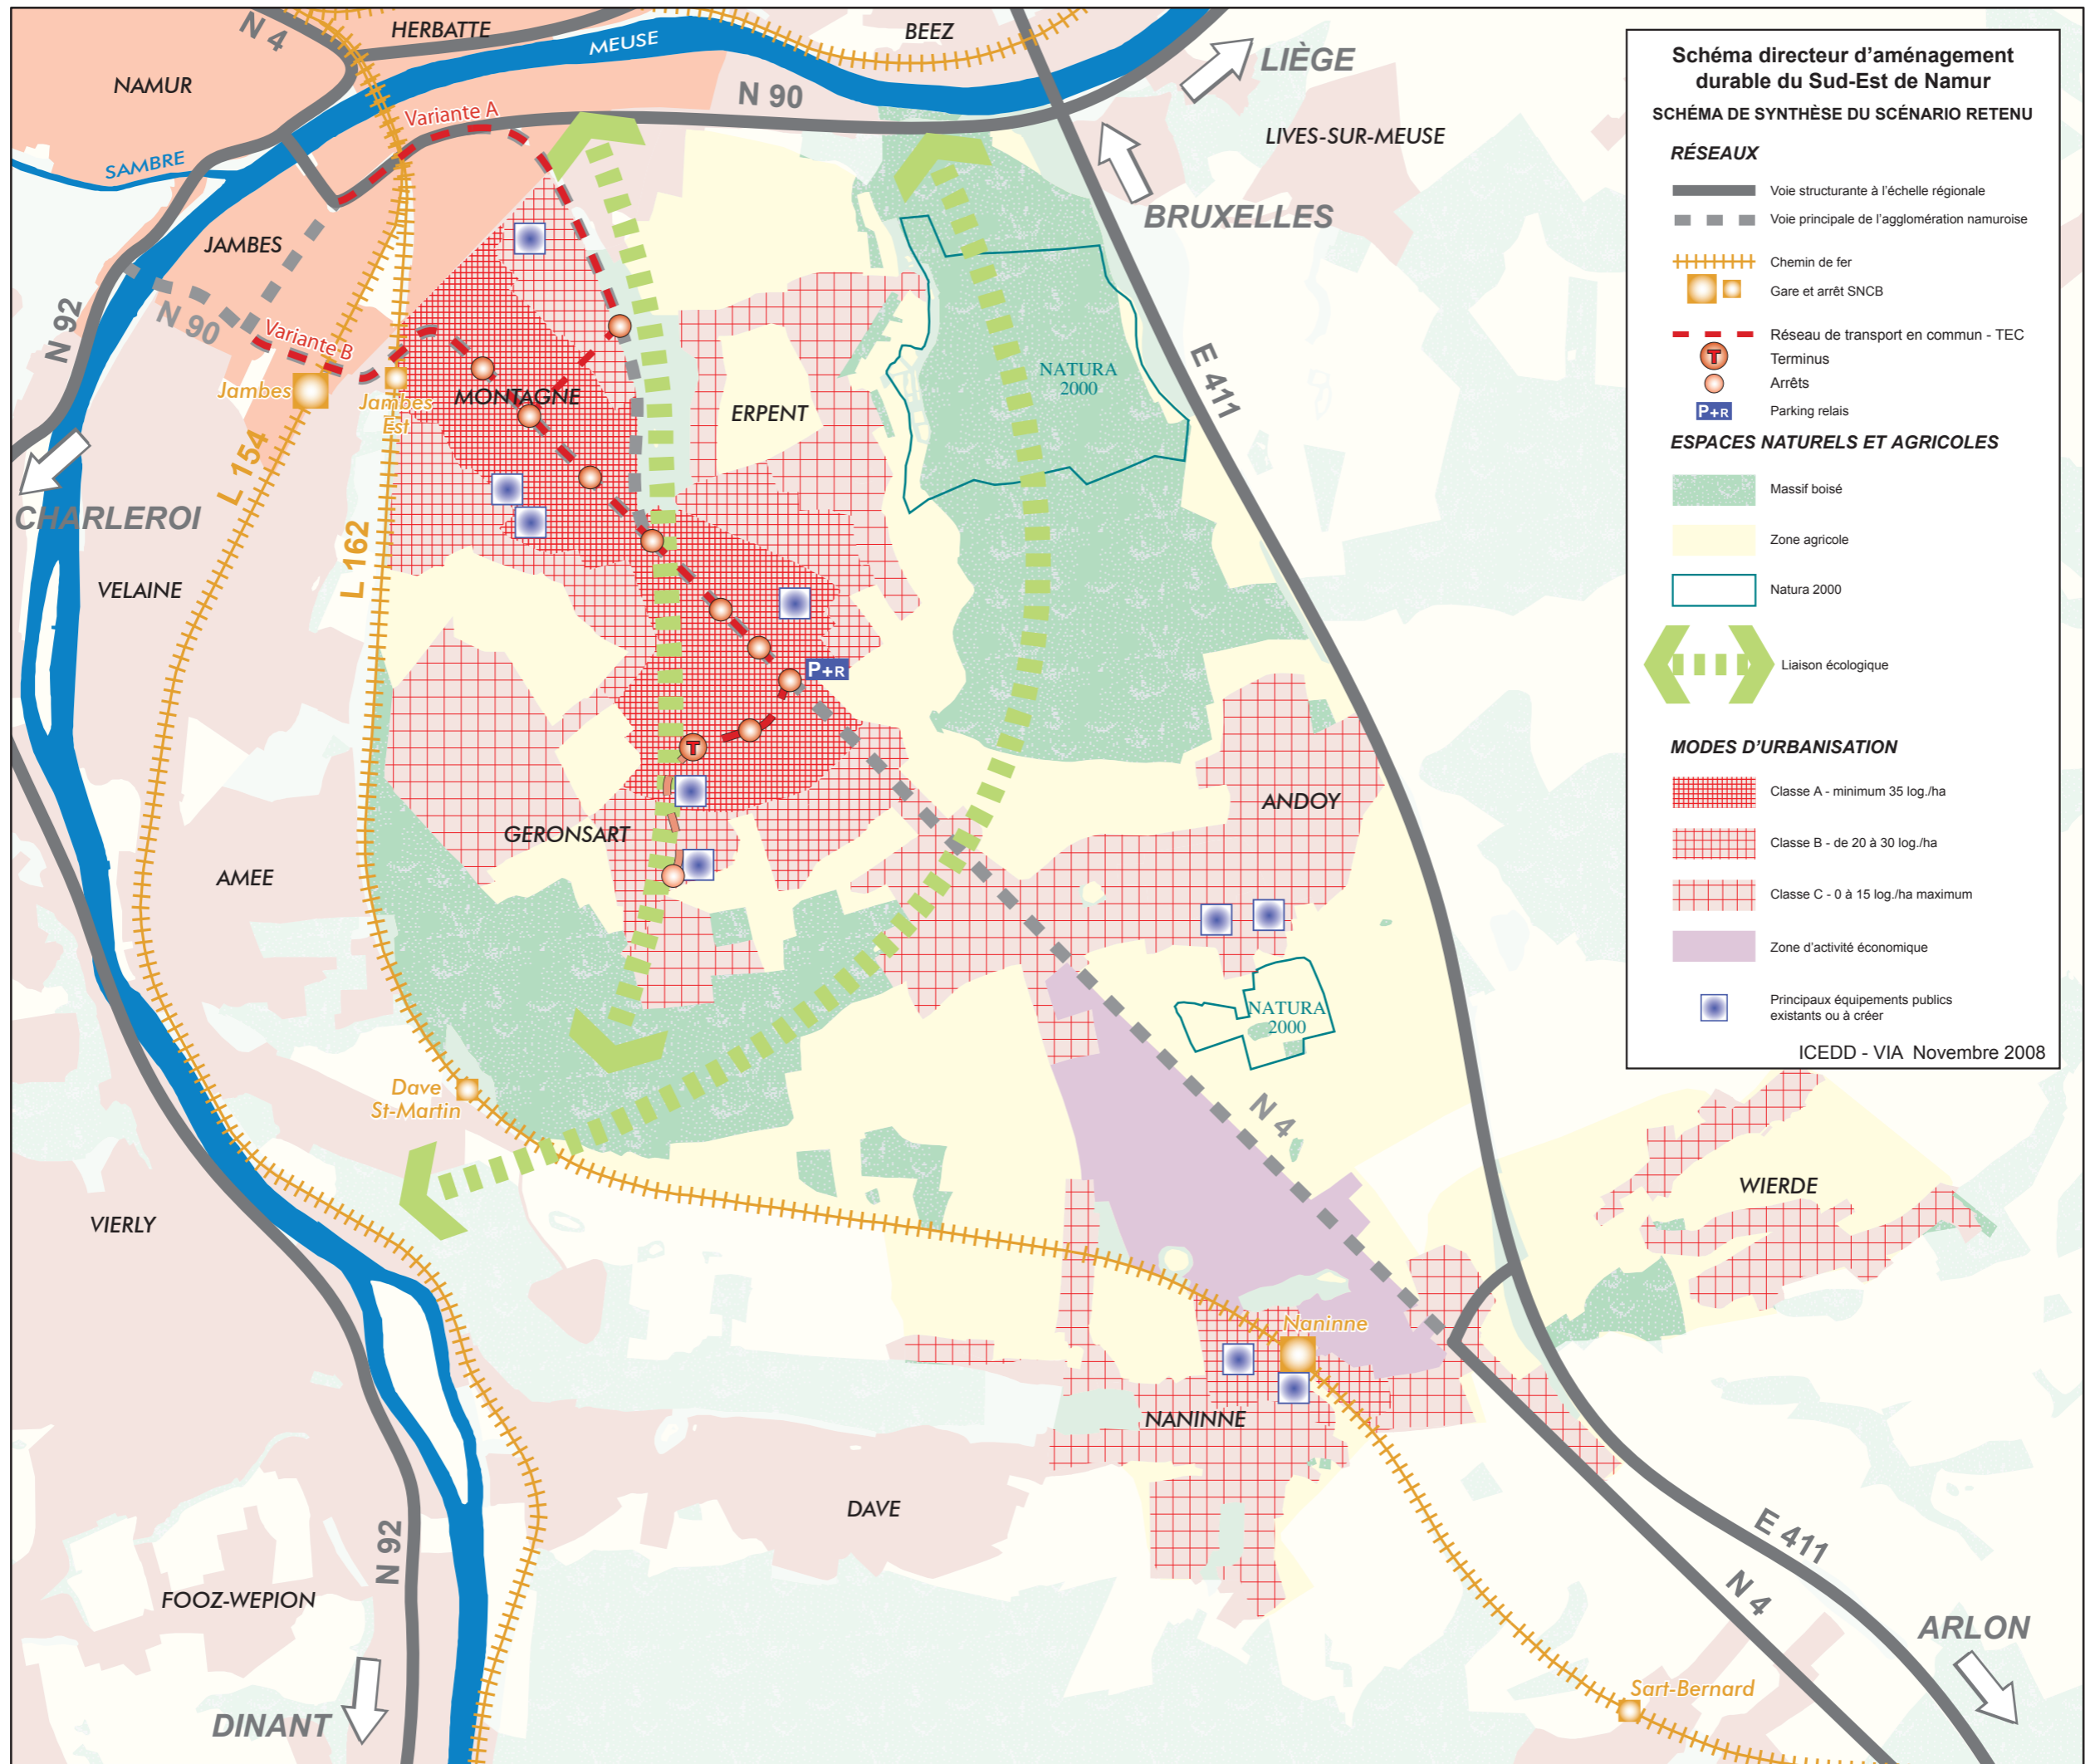 N 4
HERBATTE
MEUSE
BEEZ
LIÈGE
NAMUR
N 90
Variante A
LIVES-SUR-MEUSE
SAMBRE
BRUXELLES
JAMBES
N 92
N 90
Variante B
Jambes
Jambes
Est
MONTAGNE
ERPENT
NATURA
2000
E 411
L 154
CHARLEROI
L 162
VELAINE
P+R
T
ANDOY
GERONSART
AMEE
NATURA
2000
Dave
St-Martin
N 4
WIERDE
VIERLY
Naninne
NANINNE
DAVE
N 92
E 411
N 4
FOOZ-WEPION
ARLON
Sart-Bernard
DINANT
Schéma directeur d'aménagement
durable du Sud-Est de Namur
SCHÉMA DE SYNTHÈSE DU SCÉNARIO RETENU
RÉSEAUX
Voie structurante à l'échelle régionale
Voie principale de l'agglomération namuroise
Chemin de fer
Gare et arrêt SNCB
Réseau de transport en commun - TEC
T Terminus
Arrêts
P+R Parking relais
ESPACES NATURELS ET AGRICOLES
Massif boisé
Zone agricole
Natura 2000
Liaison écologique
MODES D'URBANISATION
Classe A - minimum 35 log./ha
Classe B - de 20 à 30 log./ha
Classe C - 0 à 15 log./ha maximum
Zone d'activité économique
Principaux équipements publics
existants ou à créer
ICEDD - VIA Novembre 2008